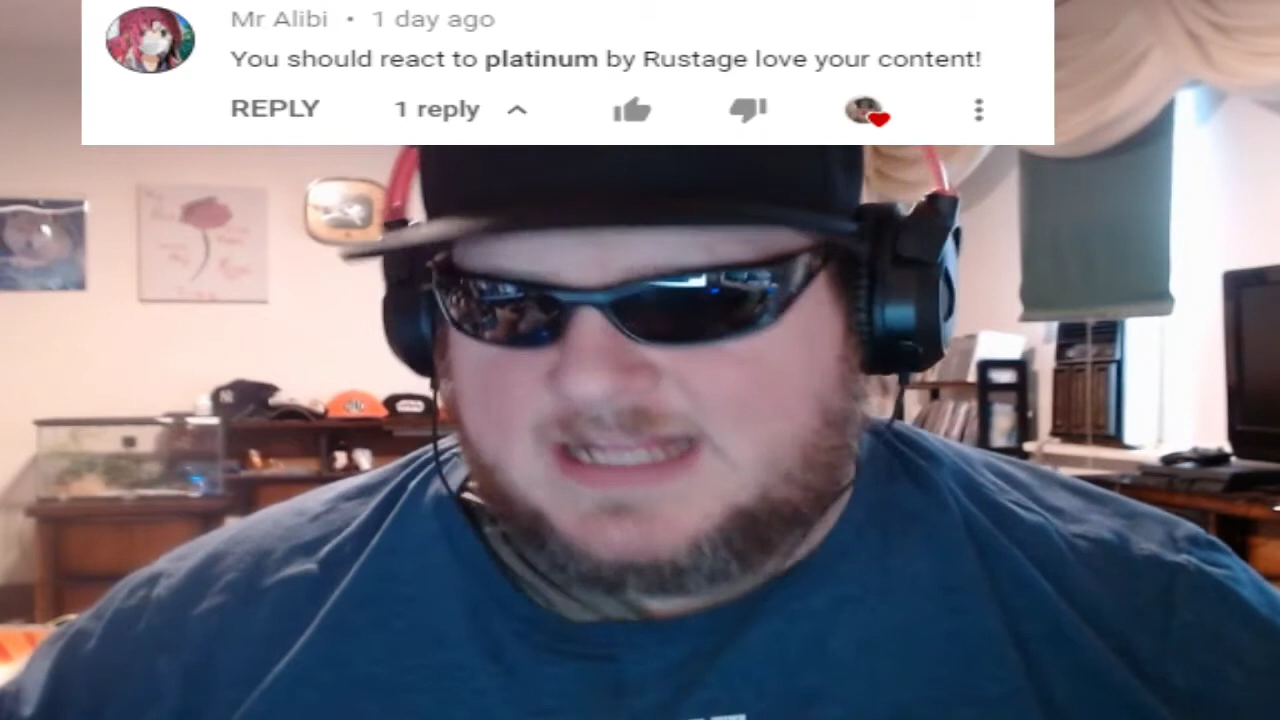 Mr Alibi • 1 day ago
You should react to platinum by Rustage love your content!
REPLY 1 reply